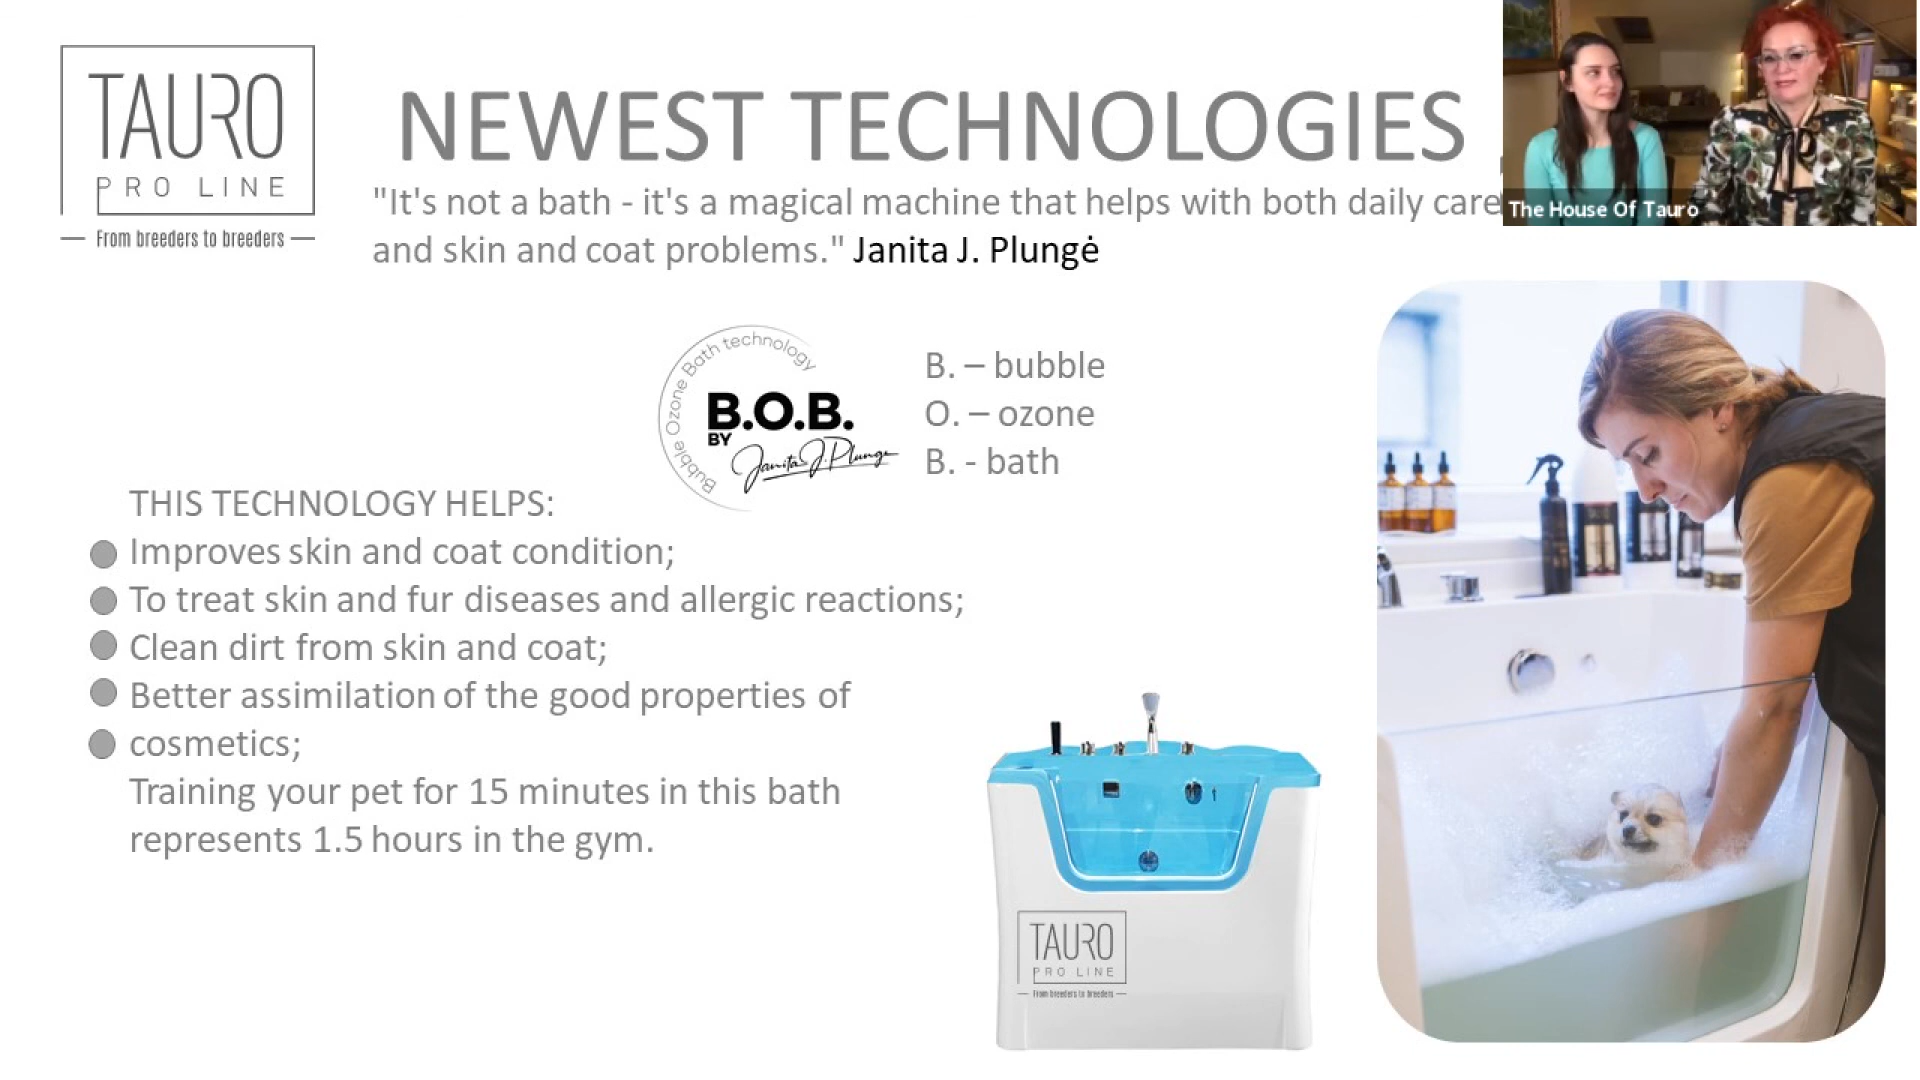 TAURO
PRO LINE
From breeders to breeders
NEWEST TECHNOLOGIES
"It's not a bath - it's a magical machine that helps with both daily care
and skin and coat problems." Janita J. Plungė
The House Of Tauro
Bubble Ozone Bath technology
B.O.B.
BY
Janita J. Plunge
B. – bubble
O. – ozone
B. - bath
THIS TECHNOLOGY HELPS:
Improves skin and coat condition;
To treat skin and fur diseases and allergic reactions;
Clean dirt from skin and coat;
Better assimilation of the good properties of
cosmetics;
Training your pet for 15 minutes in this bath
represents 1.5 hours in the gym.
TAURO
PRO LINE
From breeders to breeders